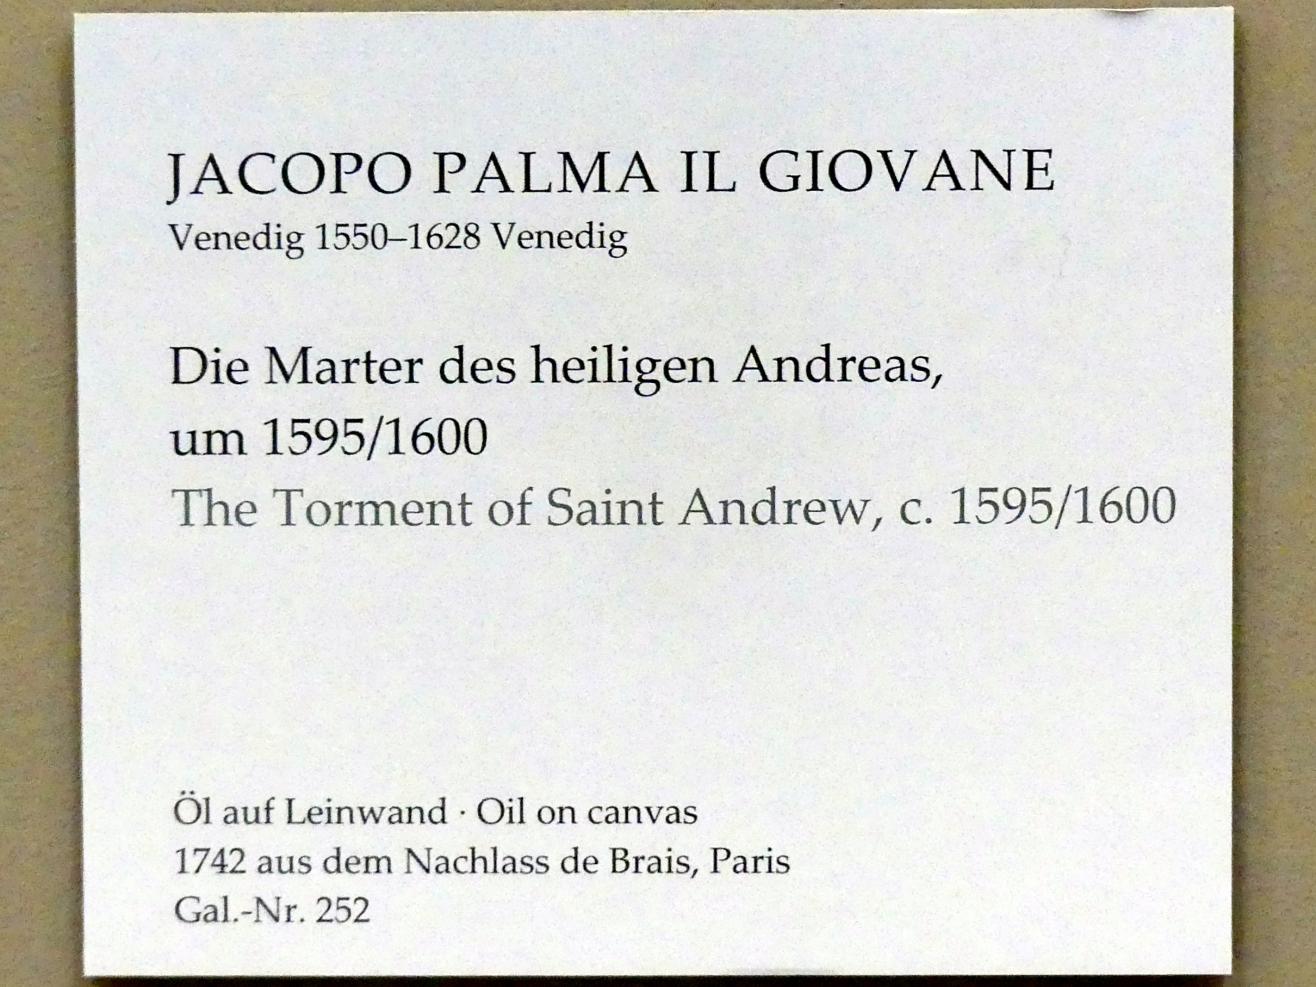 JACOPO PALMA IL GIOVANE
Venedig 1550–1628 Venedig
Die Marter des heiligen Andreas,
um 1595/1600
The Torment of Saint Andrew, c. 1595/1600
Öl auf Leinwand · Oil on canvas
1742 aus dem Nachlass de Brais, Paris
Gal.-Nr. 252